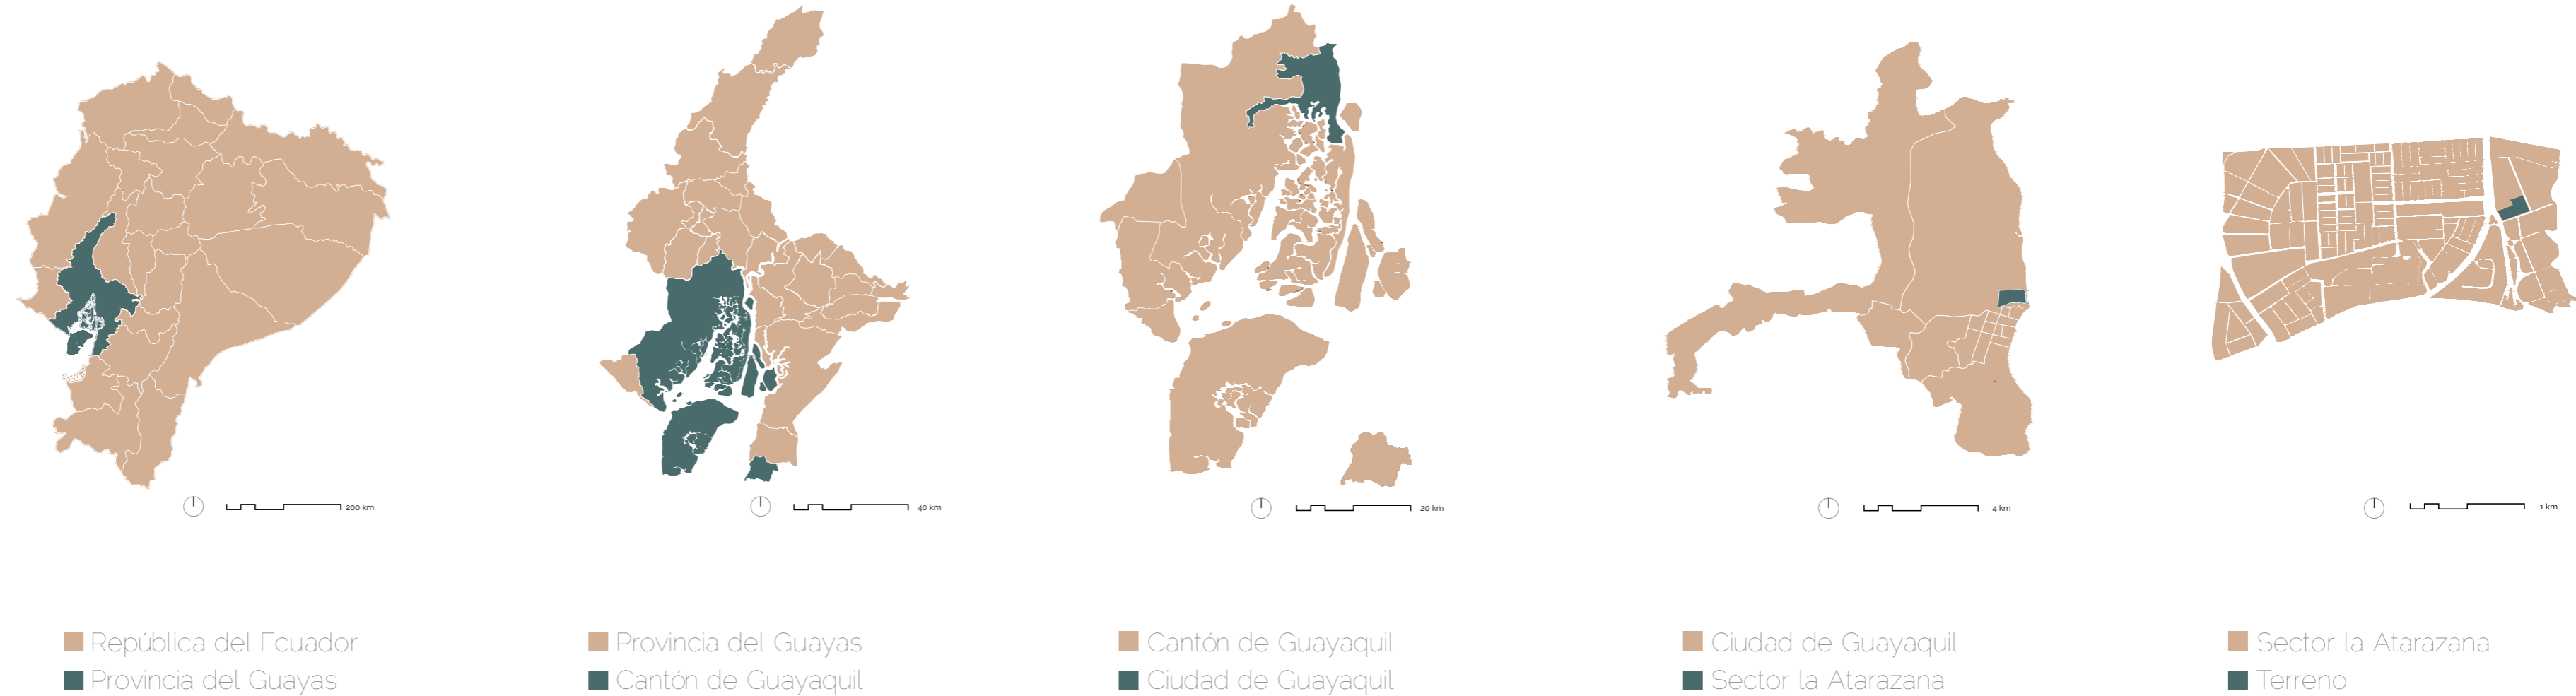 200 km
40 km
20 km
4 km
1 km
República del Ecuador
Provincia del Guayas
Provincia del Guayas
Cantón de Guayaquil
Cantón de Guayaquil
Ciudad de Guayaquil
Ciudad de Guayaquil
Sector la Atarazana
Sector la Atarazana
Terreno